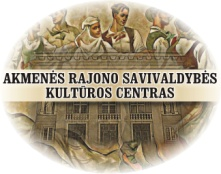 AKMENĖS RAJONO SAVIVALDYBĖS
KULTŪROS CENTRAS